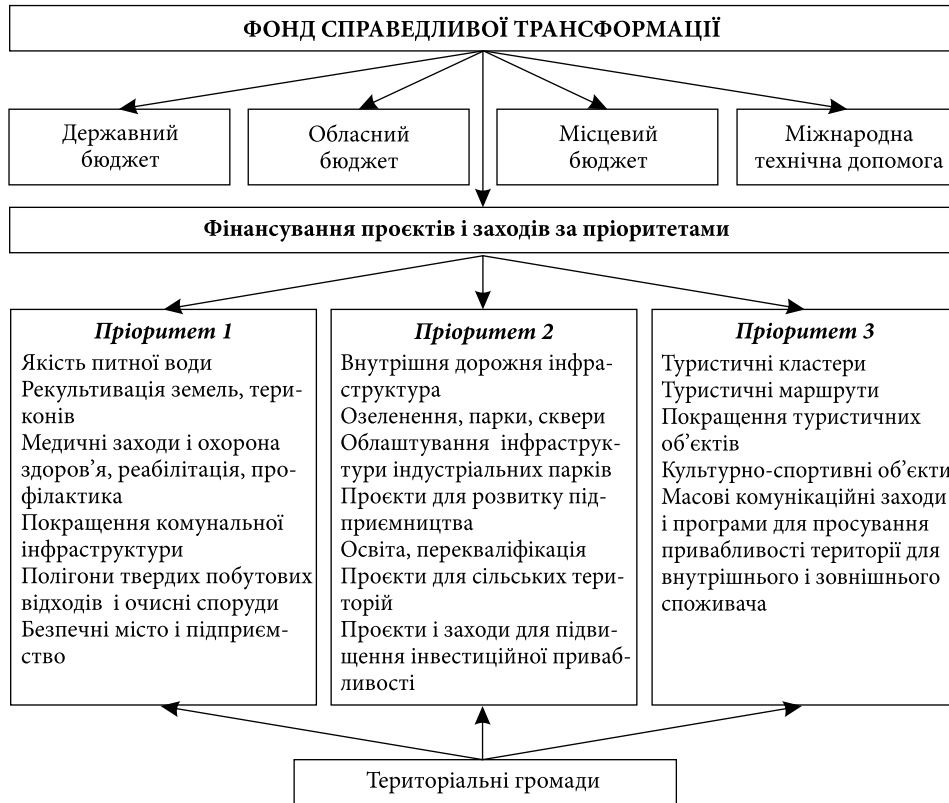 ФОНД СПРАВЕДЛИВОЇ ТРАНСФОРМАЦІЇ
Державний
бюджет
Обласний
бюджет
Місцевий
бюджет
Міжнародна
технічна допомога
Фінансування проєктів і заходів за пріоритетами
Пріоритет 1
Якість питної води
Рекультивація земель, тери-
конів
Медичні заходи і охорона
здоров’я, реабілітація, про-
філактика
Покращення комунальної
інфраструктури
Полігони твердих побутових
відходів і очисні споруди
Безпечні місто і підприєм-
ство
Пріоритет 2
Внутрішня дорожня інфра-
структура
Озеленення, парки, сквери
Облаштування інфраструк-
тури індустріальних парків
Проєкти для розвитку під-
приємництва
Освіта, перекваліфікація
Проєкти для сільських тери-
торій
Проєкти і заходи для підви-
щення інвестиційної приваб-
ливості
Пріоритет 3
Туристичні кластери
Туристичні маршрути
Покращення туристичних
об’єктів
Культурно-спортивні об’єкти
Масові комунікаційні заходи
і програми для просування
привабливості території для
внутрішнього і зовнішнього
споживача
Територіальні громади